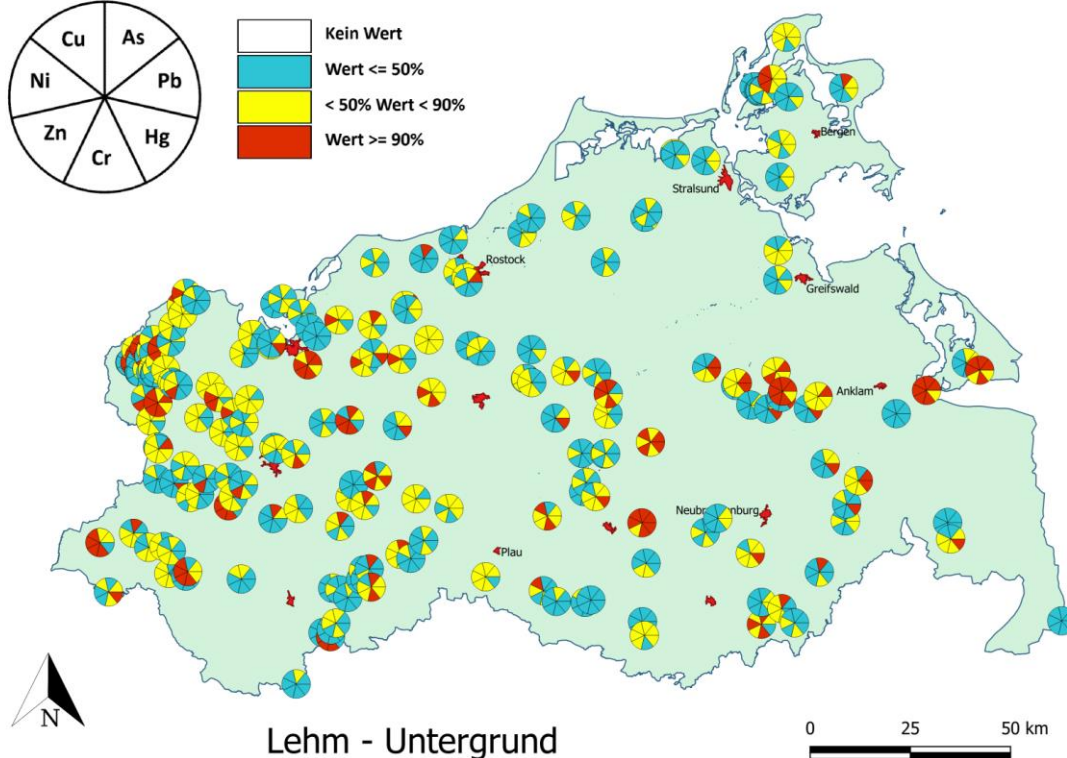 Cu As
Ni Pb
Zn Hg
Cr
Kein Wert
Wert <= 50%
< 50% Wert < 90%
Wert >= 90%
Bergen
Stralsund
Rostock
Greifswald
Anklam
Plau
N
Lehm - Untergrund
0 25 50 km